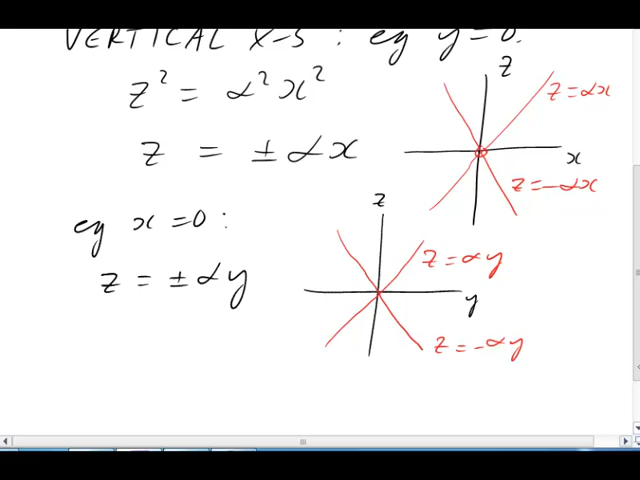 VERTICAL X-S : eg y=0.
z² = α²x²
z = ±αx
z
z=αx
x
z=-αx
eg x=0:
z = ±αy
z
z=αy
y
z=-αy